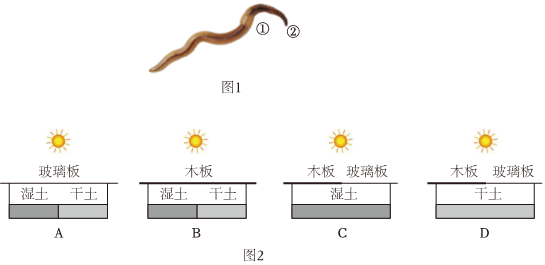 ① ②
图1
玻璃板 木板 木板 玻璃板 木板 玻璃板
湿土 干土 湿土 干土 湿土 干土
A B C D
图2